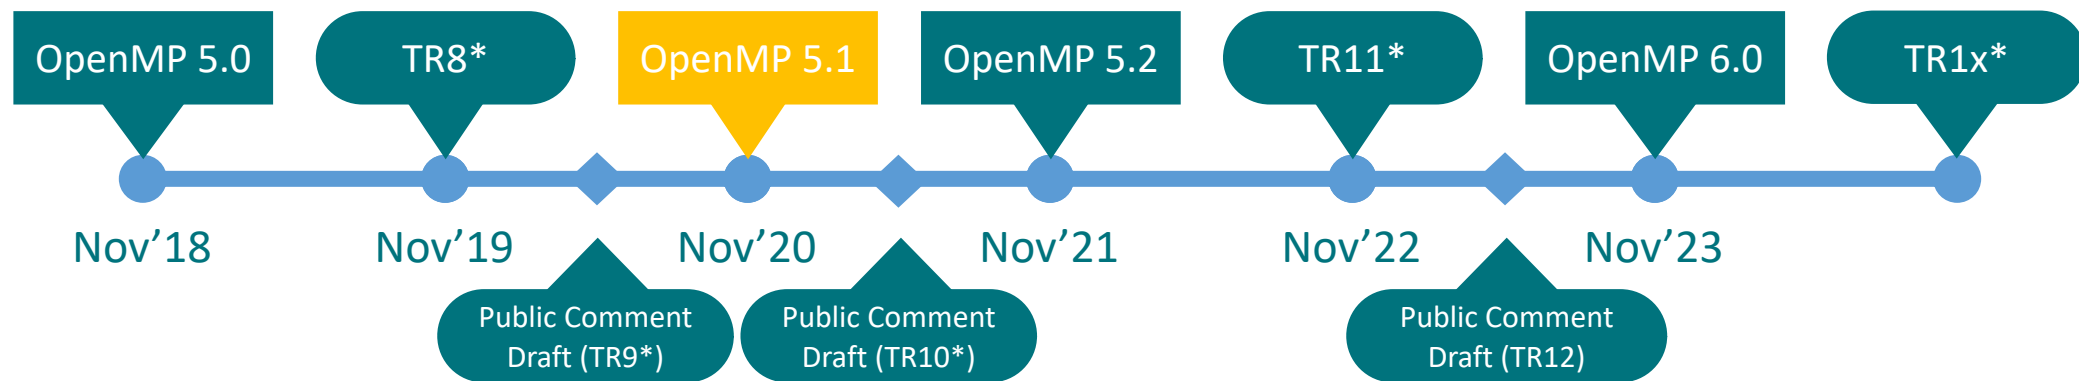 OpenMP 5.0
TR8*
OpenMP 5.1
OpenMP 5.2
TR11*
OpenMP 6.0
TR1x*
Nov’18
Nov’19
Nov’20
Nov’21
Nov’22
Nov’23
Public Comment
Draft (TR9*)
Public Comment
Draft (TR10*)
Public Comment
Draft (TR12)